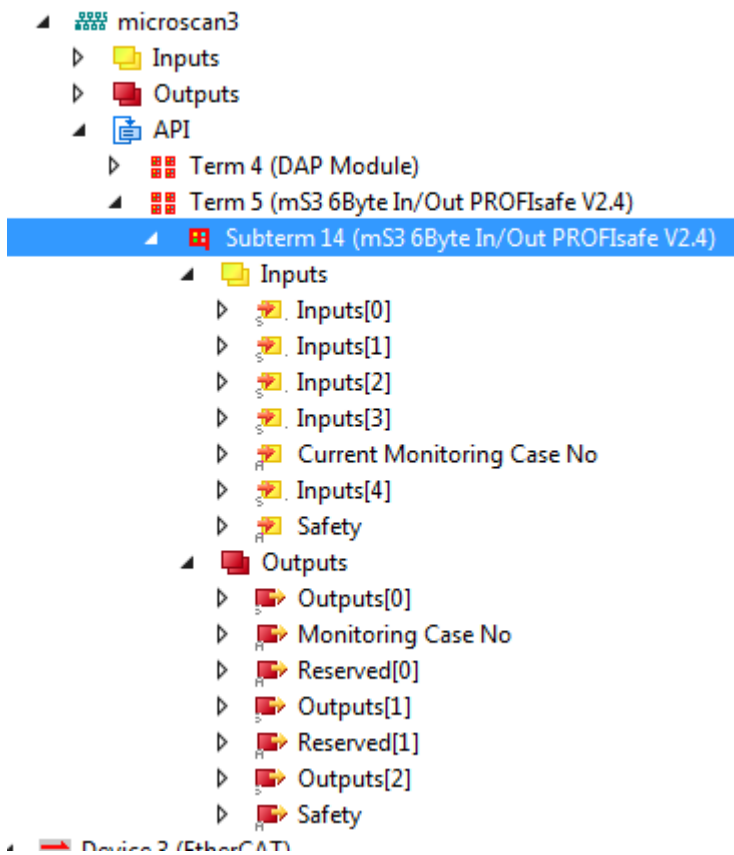 microscan3
Inputs
Outputs
API
Term 4 (DAP Module)
Term 5 (mS3 6Byte In/Out PROFIsafe V2.4)
Subterm 14 (mS3 6Byte In/Out PROFIsafe V2.4)
Inputs
Inputs[0]
Inputs[1]
Inputs[2]
Inputs[3]
Current Monitoring Case No
Inputs[4]
Safety
Outputs
Outputs[0]
Monitoring Case No
Reserved[0]
Outputs[1]
Reserved[1]
Outputs[2]
Safety
Device 3 (EtherCAT)